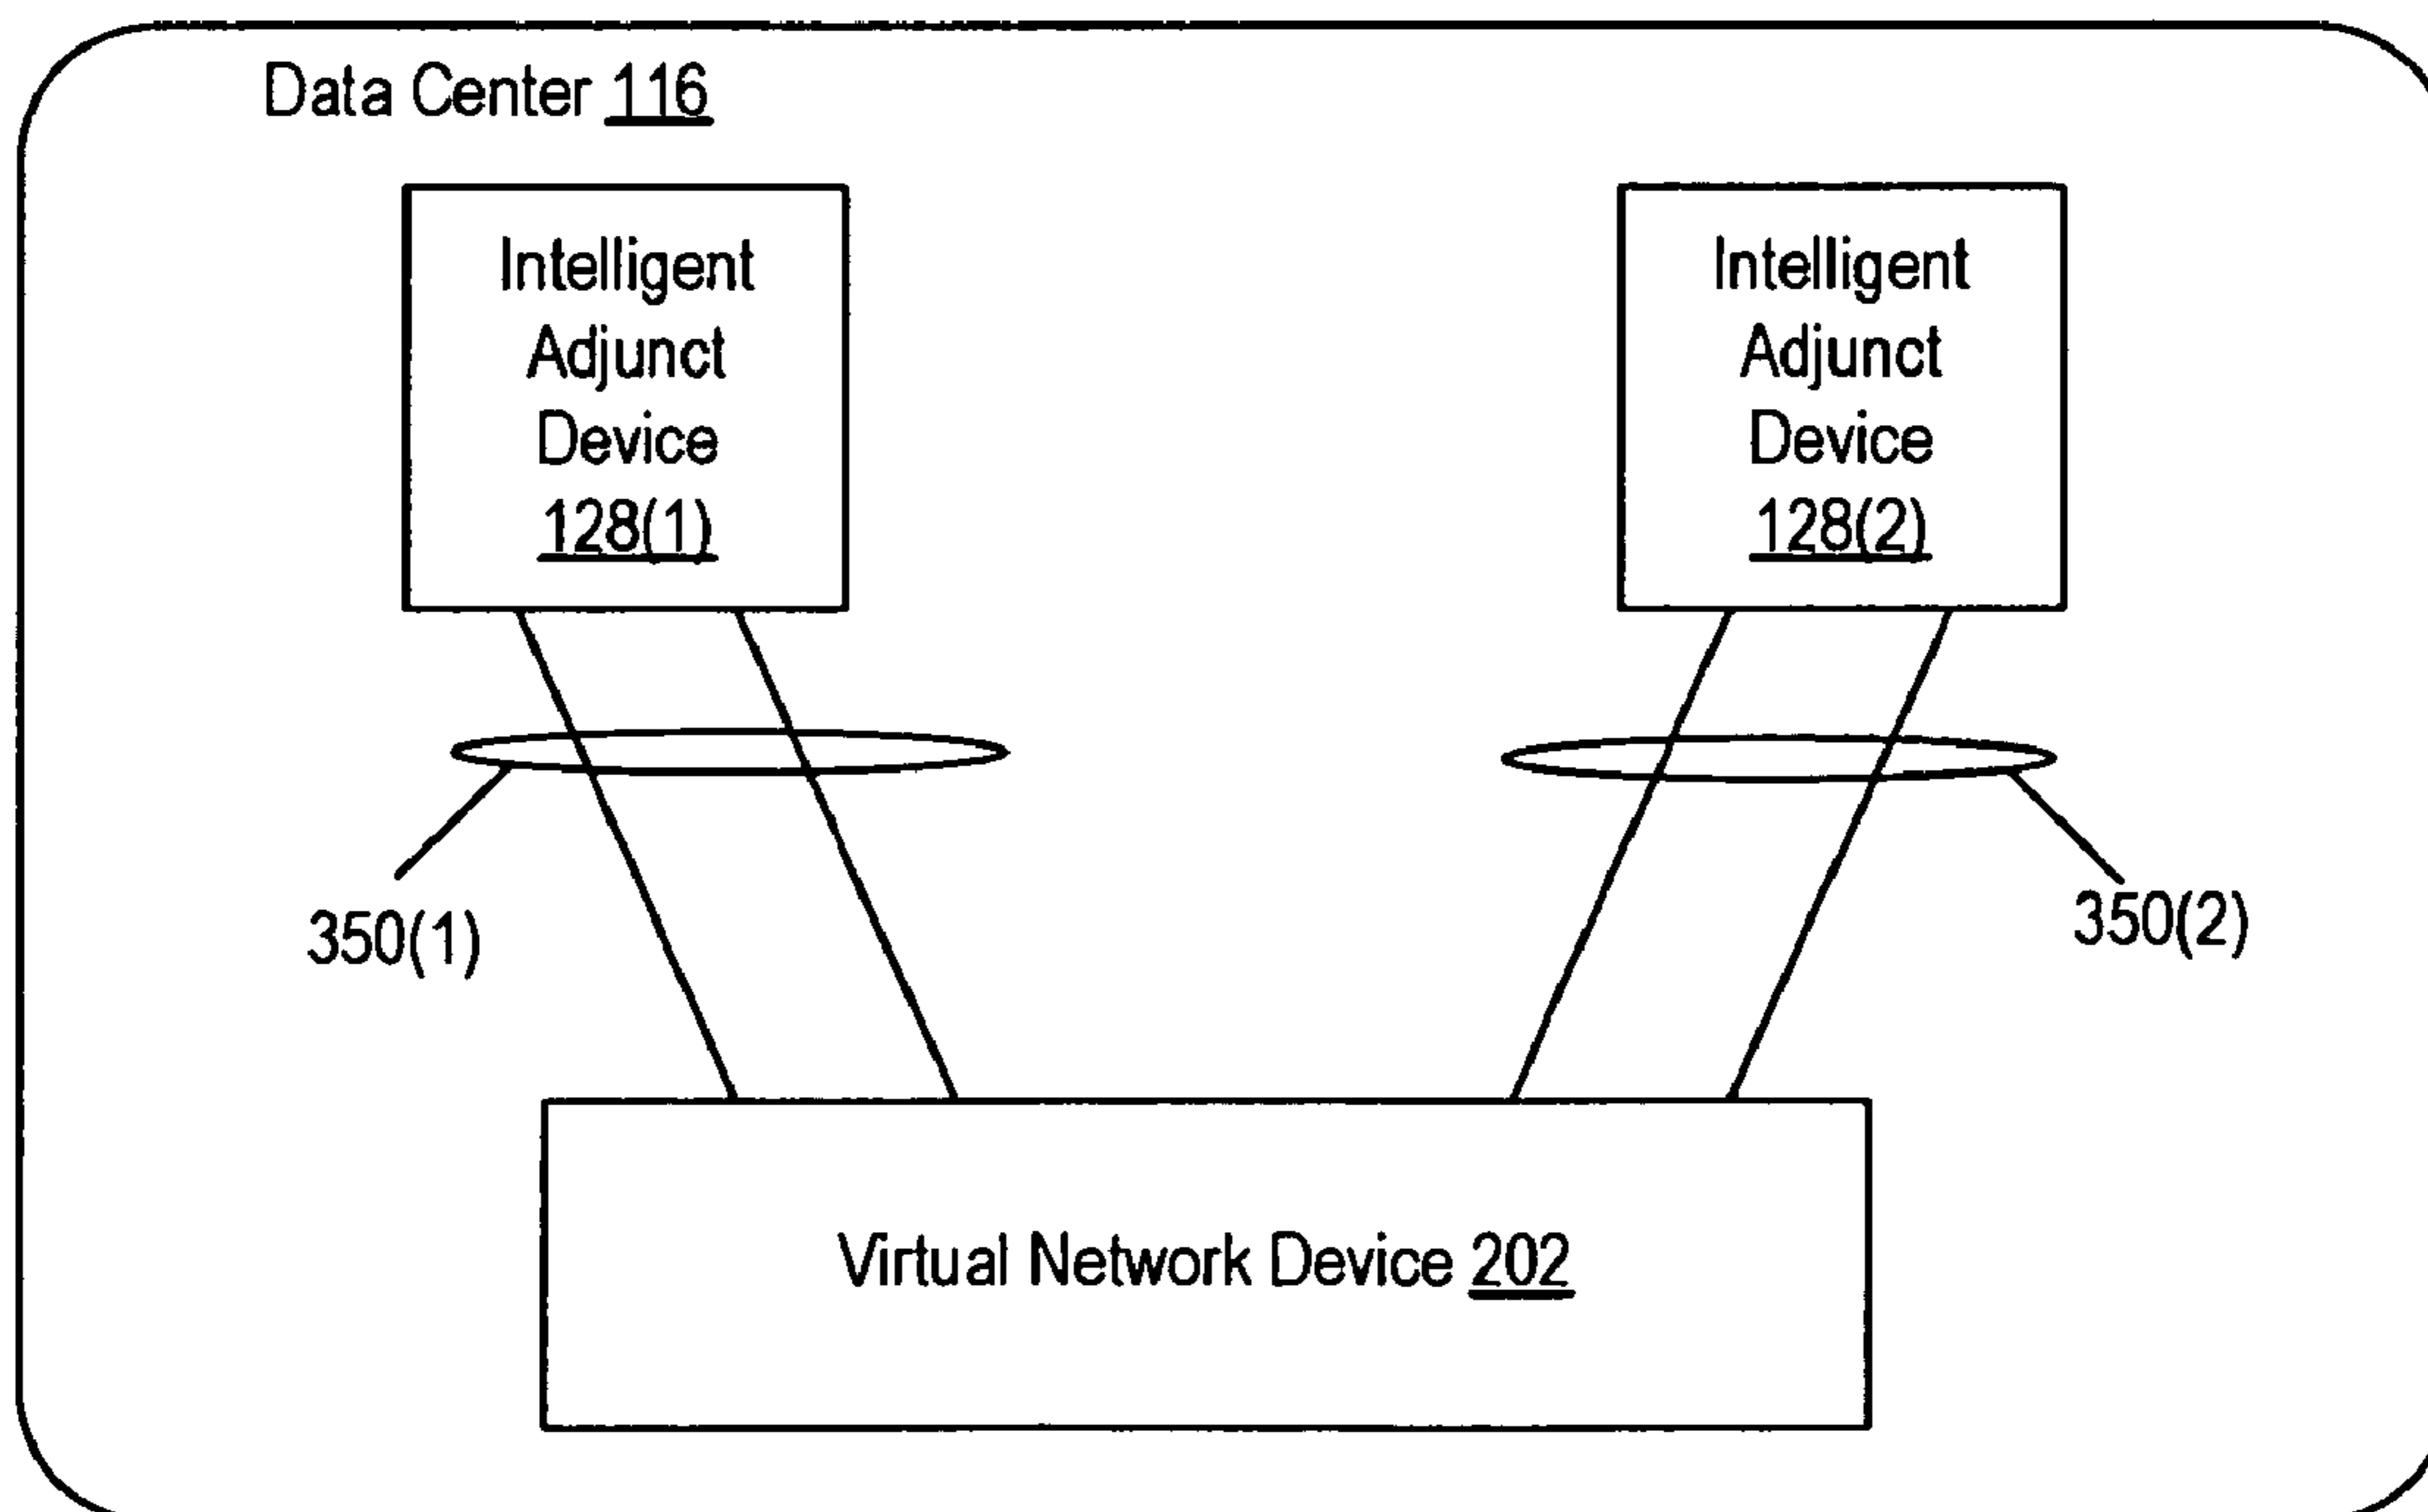 Data Center 116
Intelligent
Adjunct
Device
128(1)
Intelligent
Adjunct
Device
128(2)
350(1)
350(2)
Virtual Network Device 202